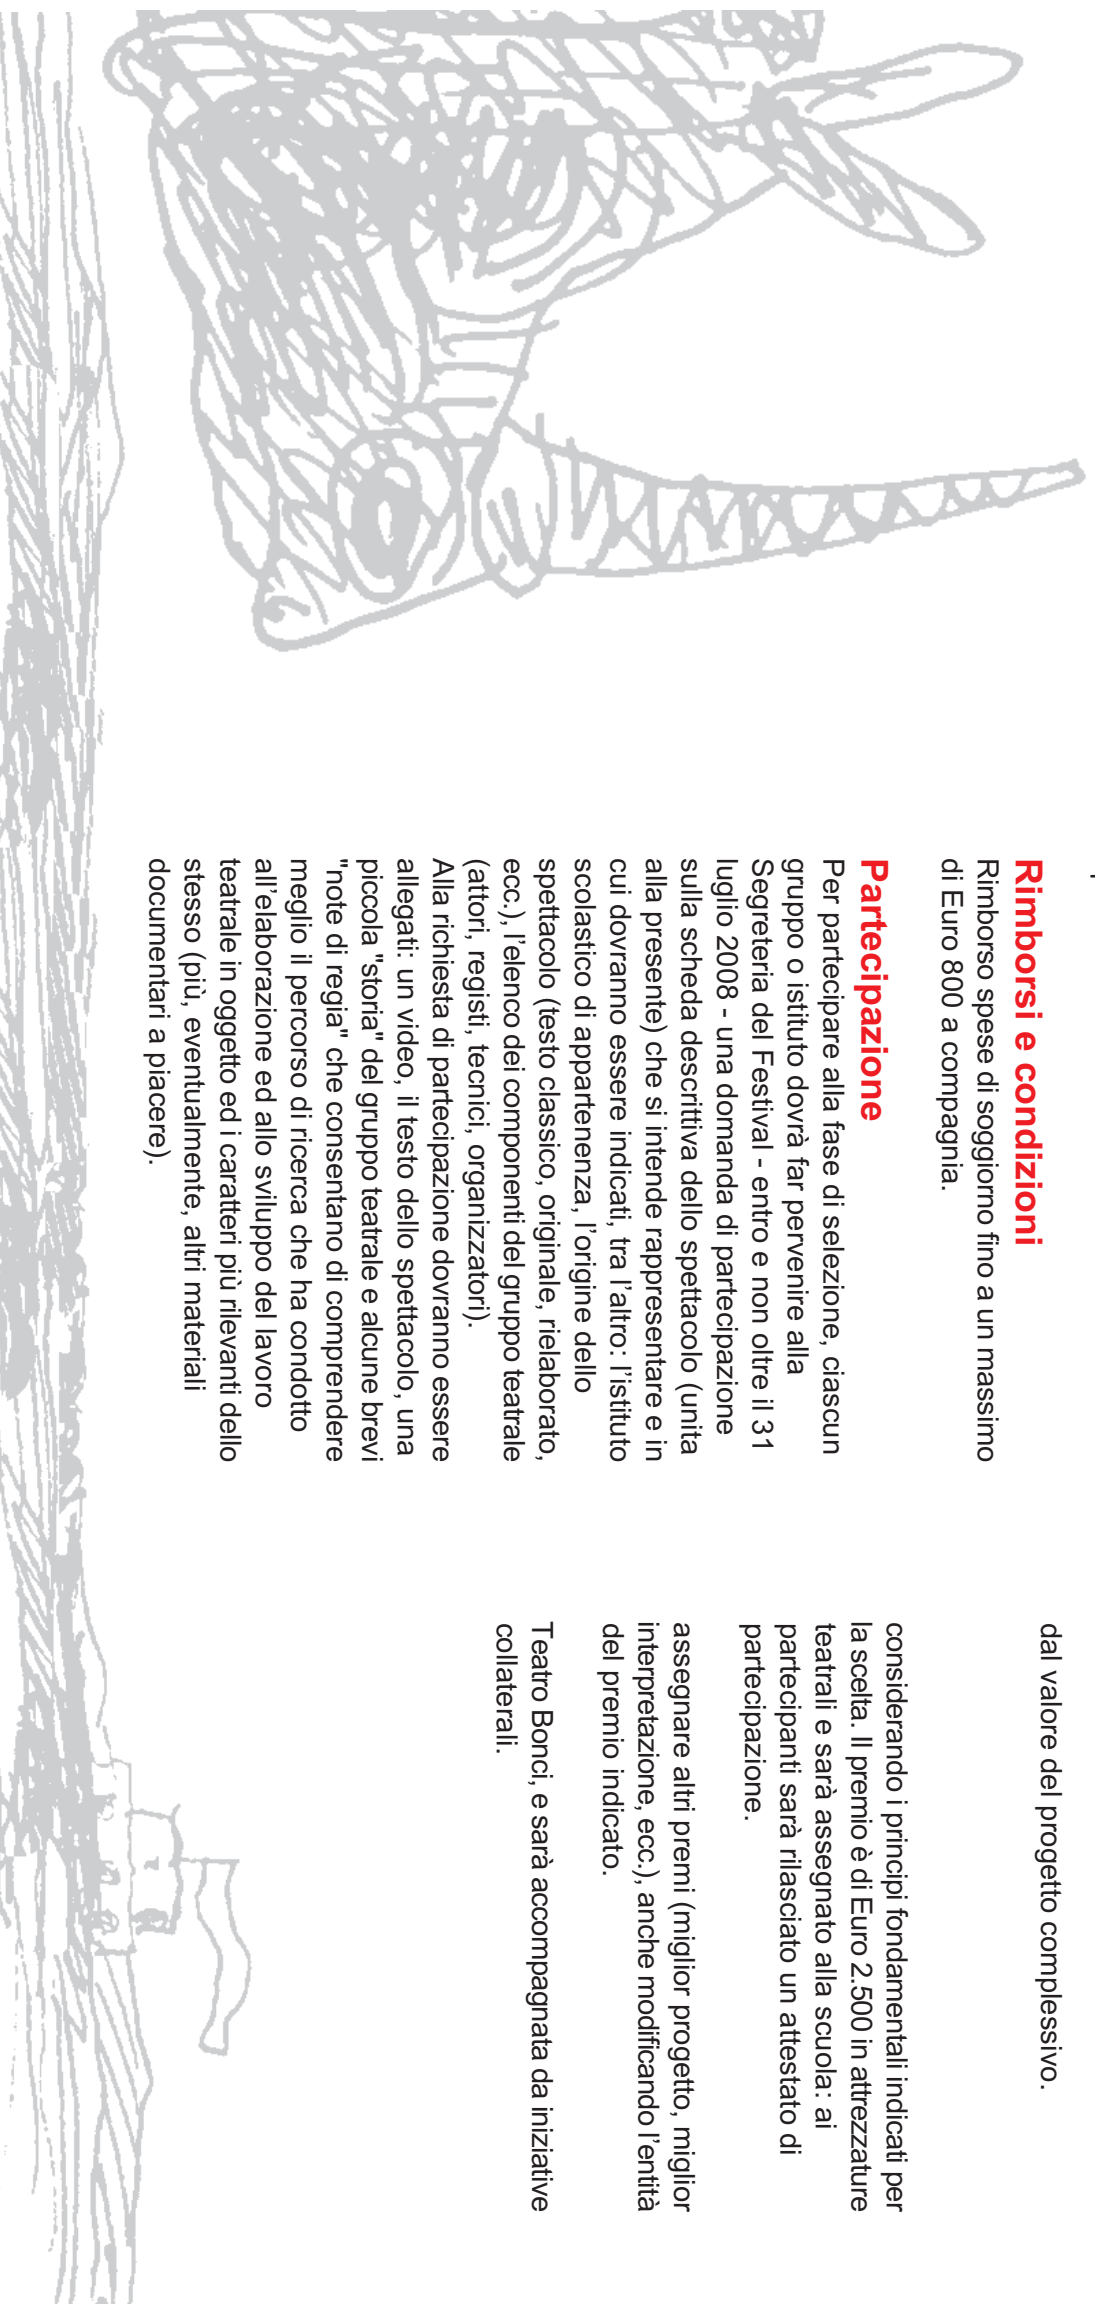 Rimborsi e condizioni
Rimborso spese di soggiorno fino a un massimo
di Euro 800 a compagnia.
Partecipazione
Per partecipare alla fase di selezione, ciascun
gruppo o istituto dovrà far pervenire alla
Segreteria del Festival - entro e non oltre il 31
luglio 2008 - una domanda di partecipazione
sulla scheda descrittiva dello spettacolo (unita
alla presente) che si intende rappresentare e in
cui dovranno essere indicati, tra l'altro: l'istituto
scolastico di appartenenza, l'origine dello
spettacolo (testo classico, originale, rielaborato,
ecc.), l'elenco dei componenti del gruppo teatrale
(attori, registi, tecnici, organizzatori).
Alla richiesta di partecipazione dovranno essere
allegati: un video, il testo dello spettacolo, una
piccola "storia" del gruppo teatrale e alcune brevi
"note di regia" che consentano di comprendere
meglio il percorso di ricerca che ha condotto
all'elaborazione ed allo sviluppo del lavoro
teatrale in oggetto ed i caratteri più rilevanti dello
stesso (più, eventualmente, altri materiali
documentari a piacere).
dal valore del progetto complessivo.
considerando i principi fondamentali indicati per
la scelta. Il premio è di Euro 2.500 in attrezzature
teatrali e sarà assegnato alla scuola: ai
partecipanti sarà rilasciato un attestato di
partecipazione.
assegnare altri premi (miglior progetto, miglior
interpretazione, ecc.), anche modificando l'entità
del premio indicato.
Teatro Bonci, e sarà accompagnata da iniziative
collaterali.